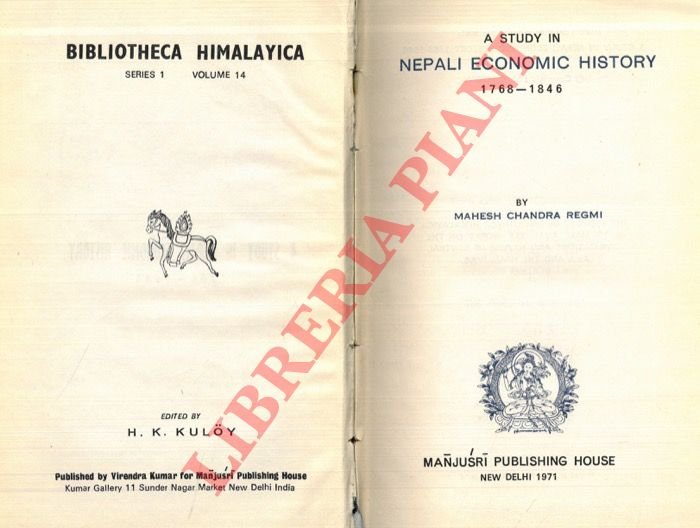 BIBLIOTHECA HIMALAYICA
SERIES 1 VOLUME 14
EDITED BY
H. K. KULÖY
Published by Virendra Kumar for Mañjuśrī Publishing House
Kumar Gallery 11 Sunder Nagar Market New Delhi India
A STUDY IN
NEPALI ECONOMIC HISTORY
1768—1846
BY
MAHESH CHANDRA REGMI
MAÑJUŚRĪ PUBLISHING HOUSE
NEW DELHI 1971
LIBRERIA PIANI